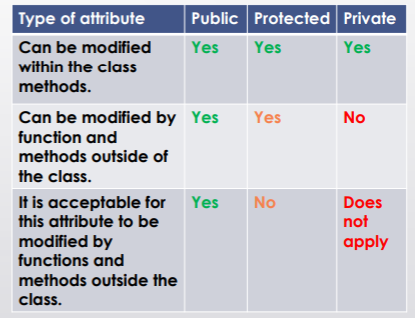 Type of attribute Public Protected Private
Can be modified Yes Yes Yes
within the class
methods.
Can be modified by Yes Yes No
function and
methods outside of
the class.
It is acceptable for Yes No Does
this attribute to be not
modified by apply
functions and
methods outside the
class.